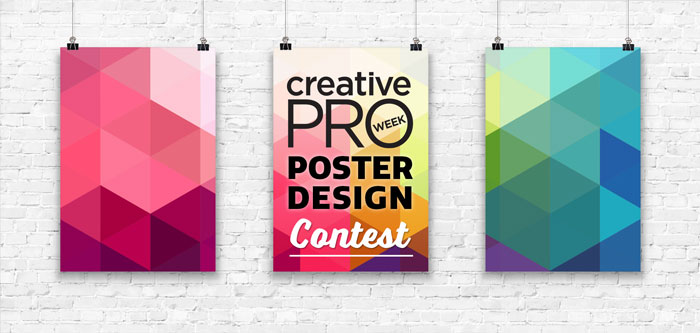 creative
PRO
WEEK
POSTER
DESIGN
Contest